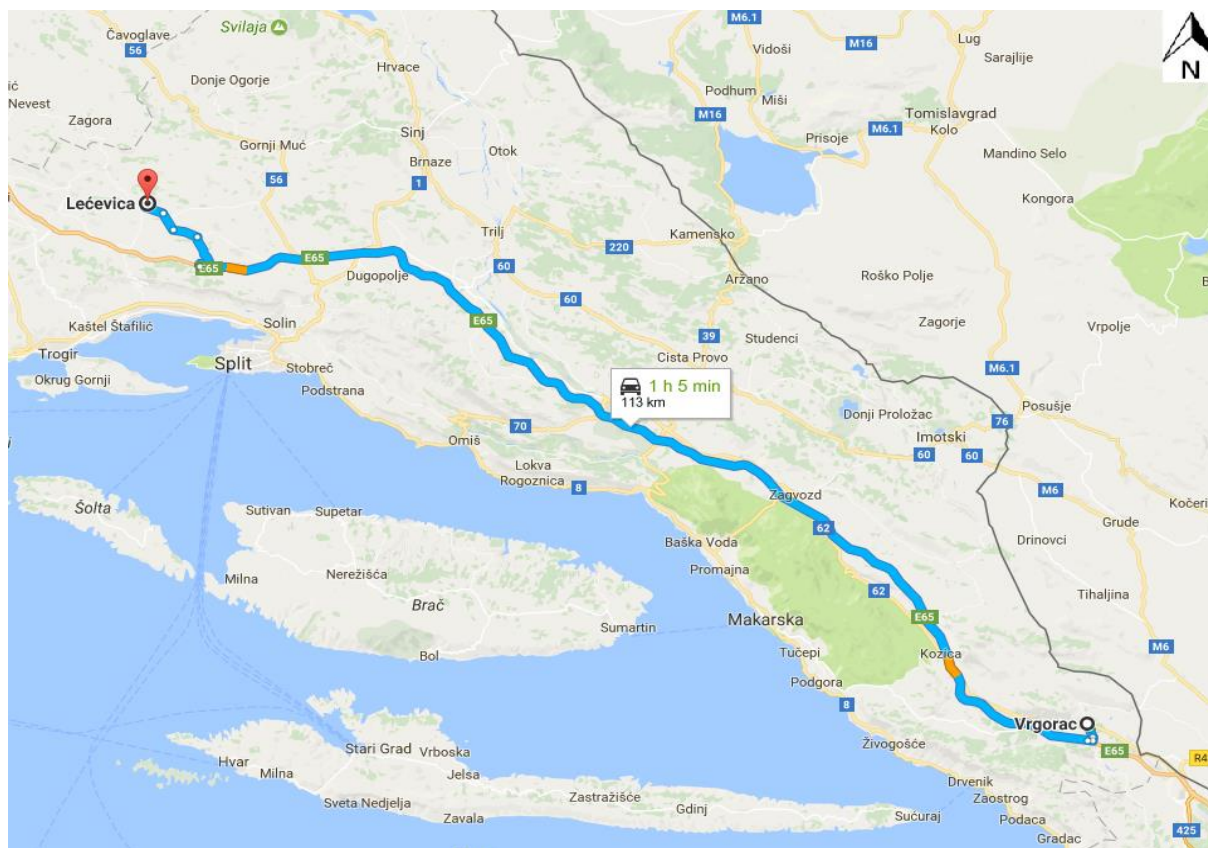 Svilaja
Čavoglave
56
M6.1
Lug
Vidoši
M16
Sarajlije
N
Hrvace
Donje Ogorje
Nevest
Podhum
Miši
Zagora
M16
Tomislavgrad
Kolo
M6.1
Prisoje
Sinj
Otok
Gornji Muć
Brnaze
Mandino Selo
56
1
Kongora
Lećevica
Trilj
Kamensko
220
E65
E65
60
Dugopolje
Aržano
Roško Polje
60
E65
Kaštel Štafilić
Solin
Zagorje
Vrpolje
39
Studenci
Trogir
Split
Stobreč
Cista Provo
M6.1
Okrug Gornji
Podstrana
1 h 5 min
113 km
Donji Proložac
Posušje
76
70
Omiš
Imotski
60
60
Lokva
Rogoznica
8
M6
Zagvozd
Kočeri
Šolta
Sutivan
Supetar
62
Grude
Baška Voda
Drinovci
Promajna
Milna
Nerežišća
62
Tihaljina
Brač
E65
Makarska
Sumartin
M6
Bol
Tučepi
Kozica
Podgora
8
Vrgorac
Stari Grad
Vrboska
Živogošće
E65
Hvar
Milna
Jelsa
R4
Drvenik
Zastražišće
Sveta Nedjelja
Gdinj
Zaostrog
Zavala
Sućuraj
Podaca
425
Gradac